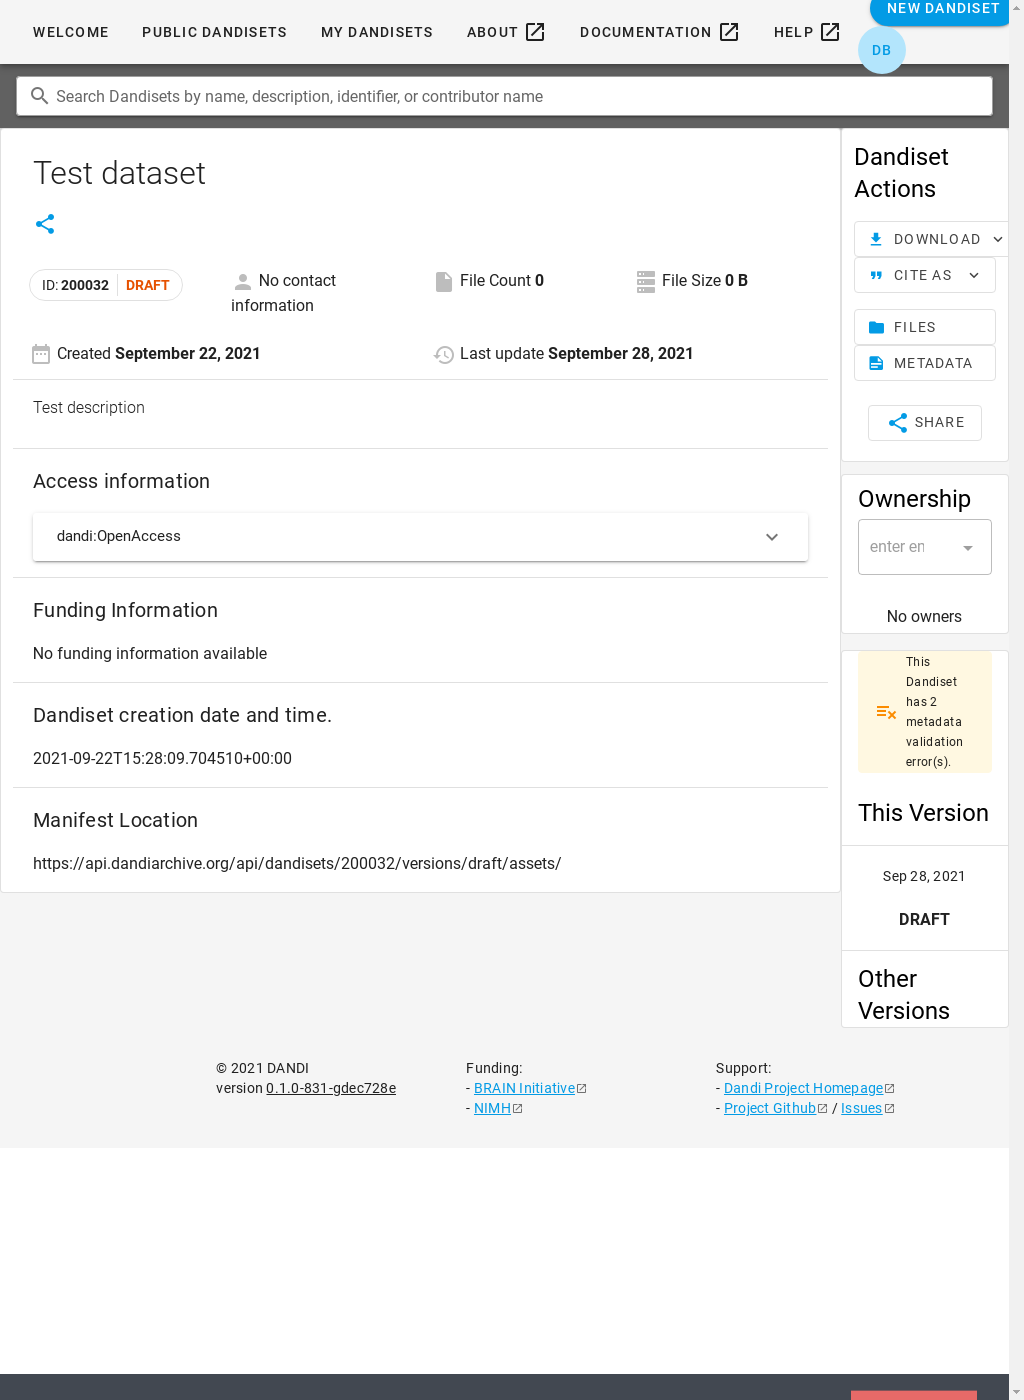 WELCOME
PUBLIC DANDISETS
MY DANDISETS
ABOUT
DOCUMENTATION
HELP
NEW DANDISET
DB
Search Dandisets by name, description, identifier, or contributor name
Test dataset
ID: 200032 DRAFT
No contact
information
File Count 0
File Size 0 B
Created September 22, 2021
Last update September 28, 2021
Test description
Access information
dandi:OpenAccess
Funding Information
No funding information available
Dandiset creation date and time.
2021-09-22T15:28:09.704510+00:00
Manifest Location
https://api.dandiarchive.org/api/dandisets/200032/versions/draft/assets/
Dandiset
Actions
DOWNLOAD
CITE AS
FILES
METADATA
SHARE
Ownership
enter en
No owners
This
Dandiset
has 2
metadata
validation
error(s).
This Version
Sep 28, 2021
DRAFT
Other
Versions
© 2021 DANDI
version 0.1.0-831-gdec728e
Funding:
- BRAIN Initiative
- NIMH
Support:
- Dandi Project Homepage
- Project Github / Issues